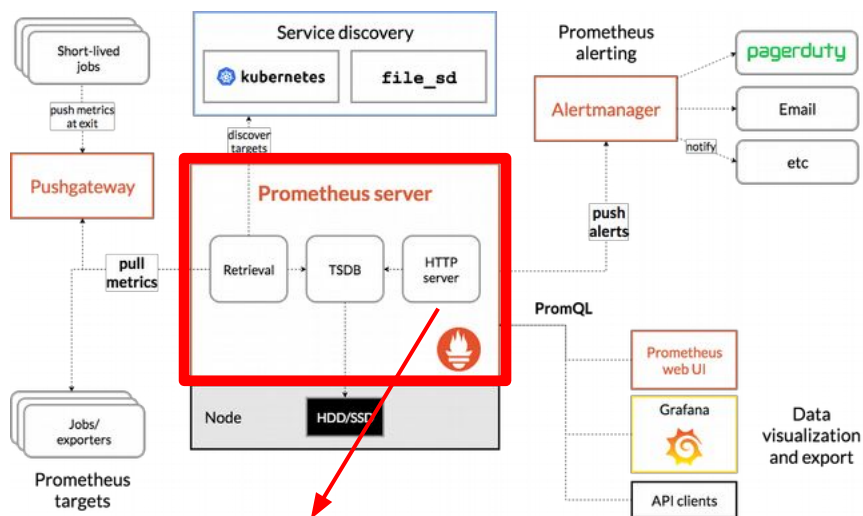 Short-lived
jobs
push metrics
at exit
Pushgateway
Service discovery
kubernetes
file_sd
discover
targets
Prometheus
alerting
Alertmanager
pagerduty
Email
etc
notify
push
alerts
Prometheus server
Retrieval
TSDB
HTTP
server
pull
metrics
PromQL
Node
HDD/SSD
Jobs/
exporters
Prometheus
targets
Prometheus
web UI
Grafana
API clients
Data
visualization
and export